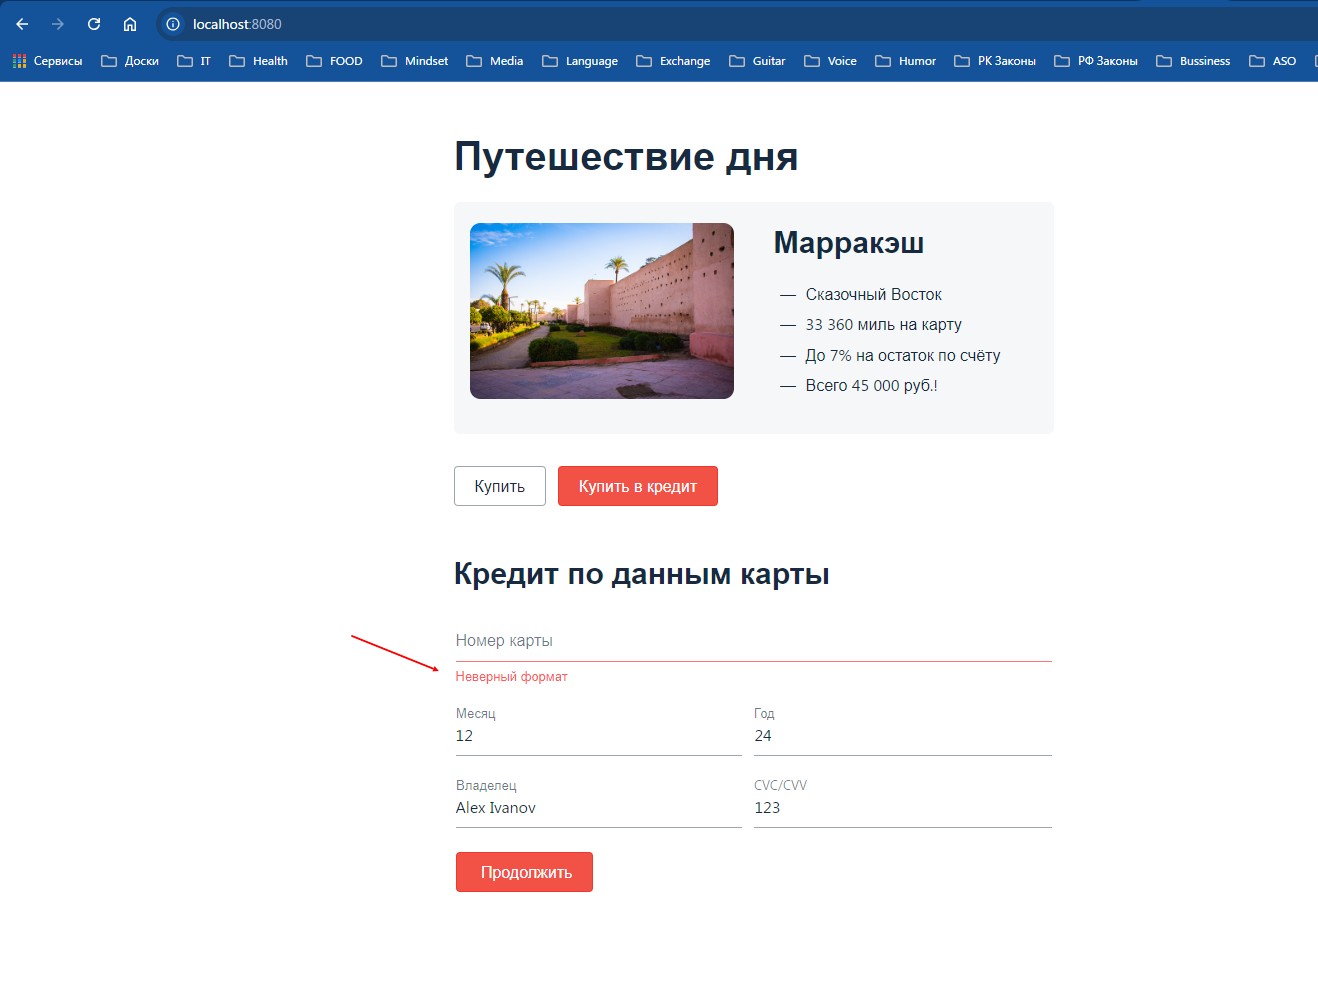 localhost:8080
Сервисы Доски IT Health FOOD Mindset Media Language Exchange Guitar Voice Humor РК Законы РФ Законы Bussiness ASO
Путешествие дня
Марракэш
— Сказочный Восток
— 33 360 миль на карту
— До 7% на остаток по счёту
— Всего 45 000 руб.!
Купить Купить в кредит
Кредит по данным карты
Номер карты
Неверный формат
Месяц Год
12 24
Владелец CVC/CVV
Alex Ivanov 123
Продолжить